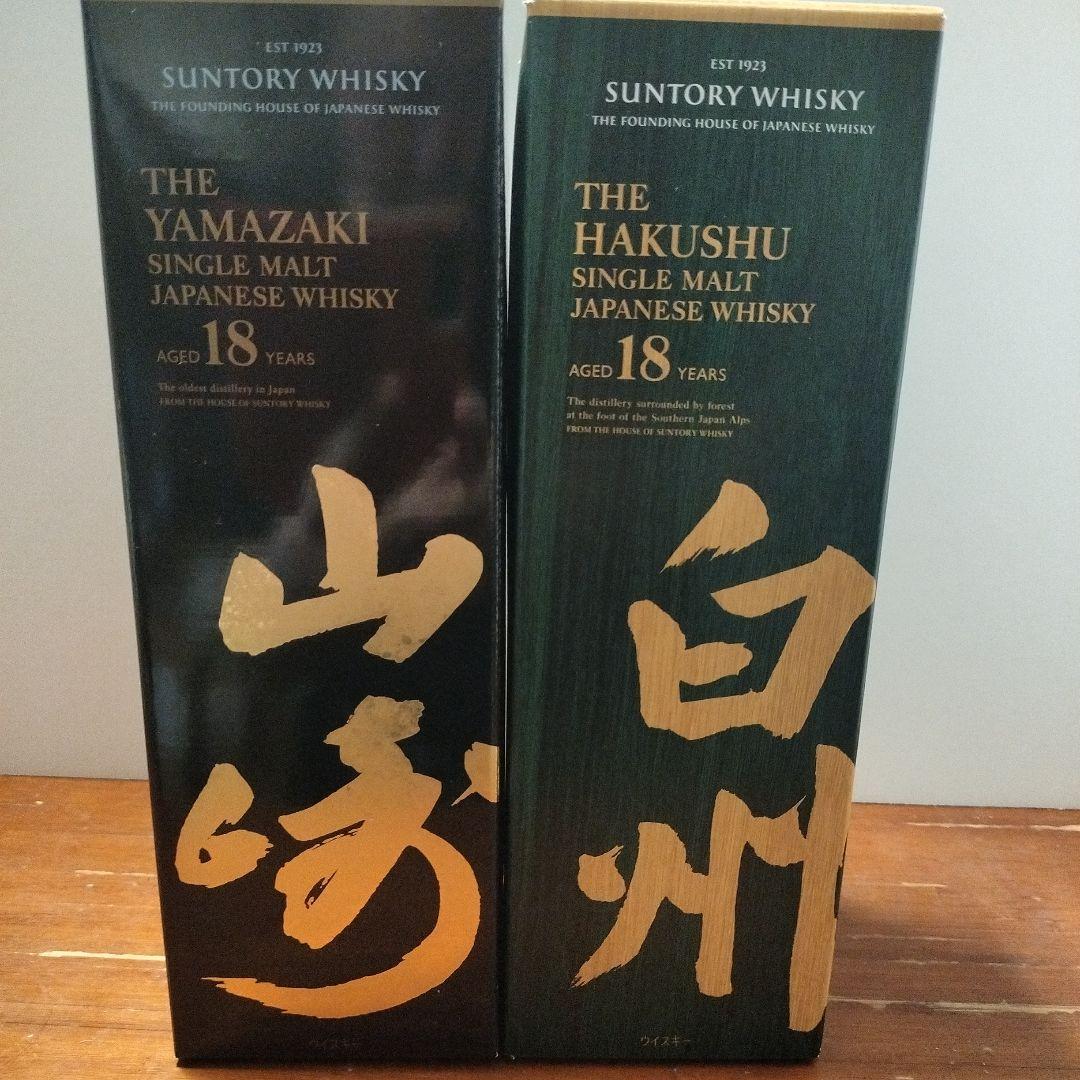 EST 1923
SUNTORY WHISKY
THE FOUNDING HOUSE OF JAPANESE WHISKY
THE
YAMAZAKI
SINGLE MALT
JAPANESE WHISKY
AGED 18 YEARS
The oldest distillery in Japan
FROM THE HOUSE OF SUNTORY WHISKY
山
崎
ウイスキー
EST 1923
SUNTORY WHISKY
THE FOUNDING HOUSE OF JAPANESE WHISKY
THE
HAKUSHU
SINGLE MALT
JAPANESE WHISKY
AGED 18 YEARS
The distillery surrounded by forest
at the foot of the Southern Japan Alps
FROM THE HOUSE OF SUNTORY WHISKY
白
州
ウイスキー